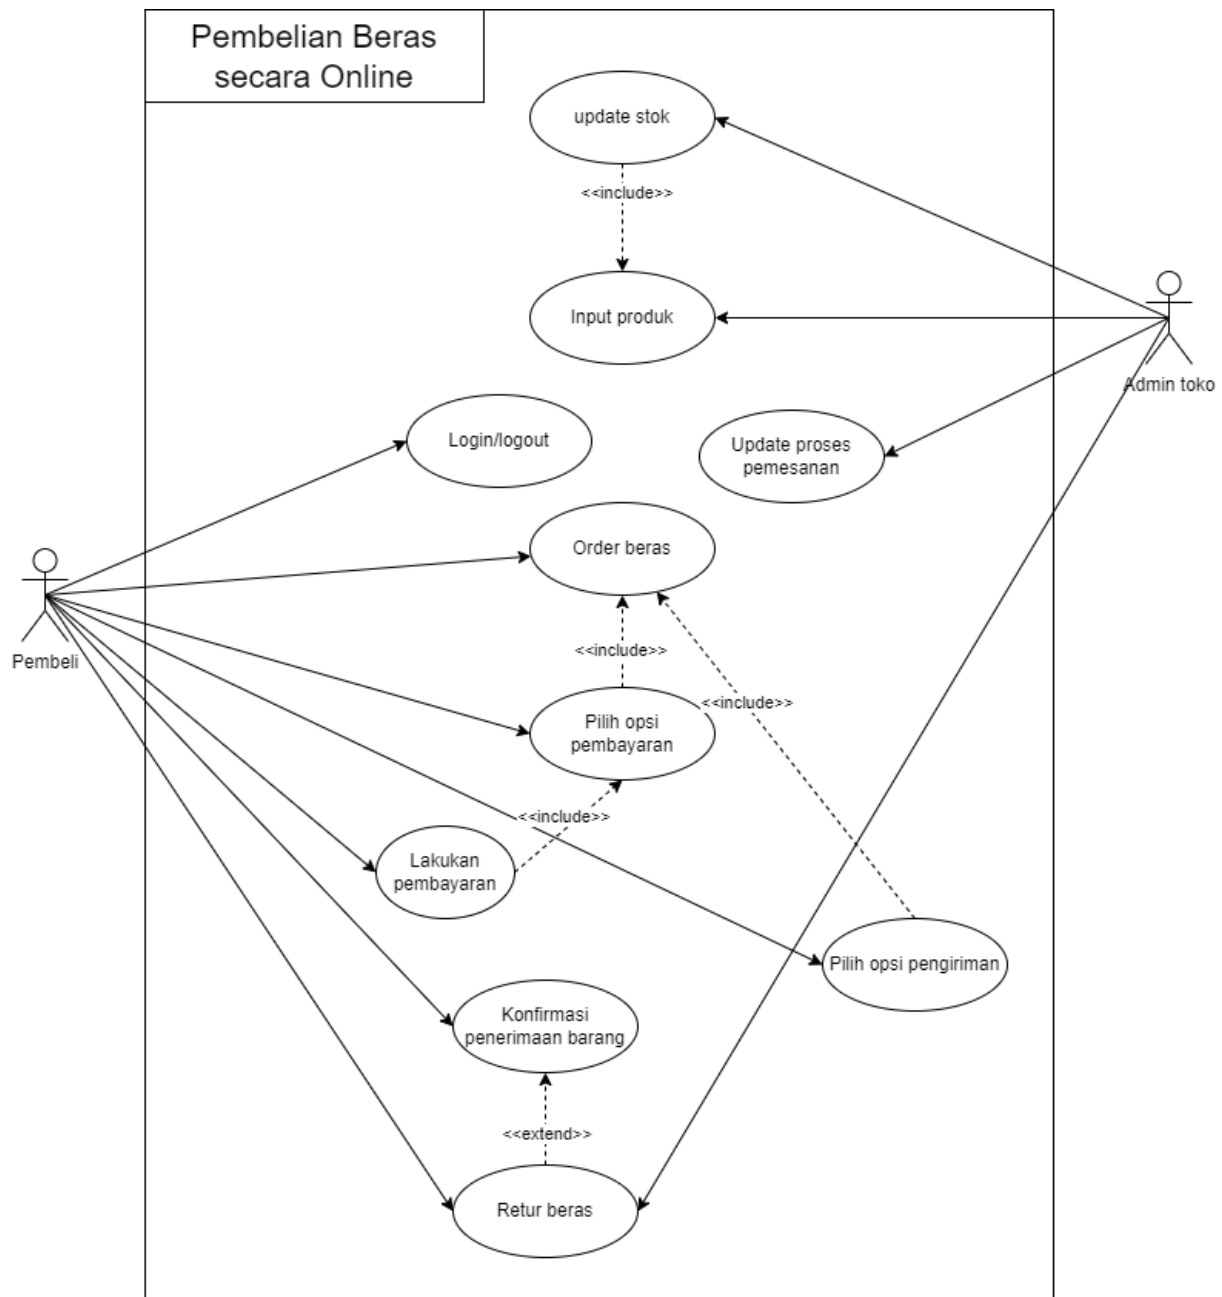 Pembelian Beras
secara Online
update stok
<<include>>
Input produk
Admin toko
Login/logout
Update proses
pemesanan
Order beras
Pembeli
<<include>>
<<include>>
Pilih opsi
pembayaran
<<include>>
Lakukan
pembayaran
Pilih opsi pengiriman
Konfirmasi
penerimaan barang
<<extend>>
Retur beras